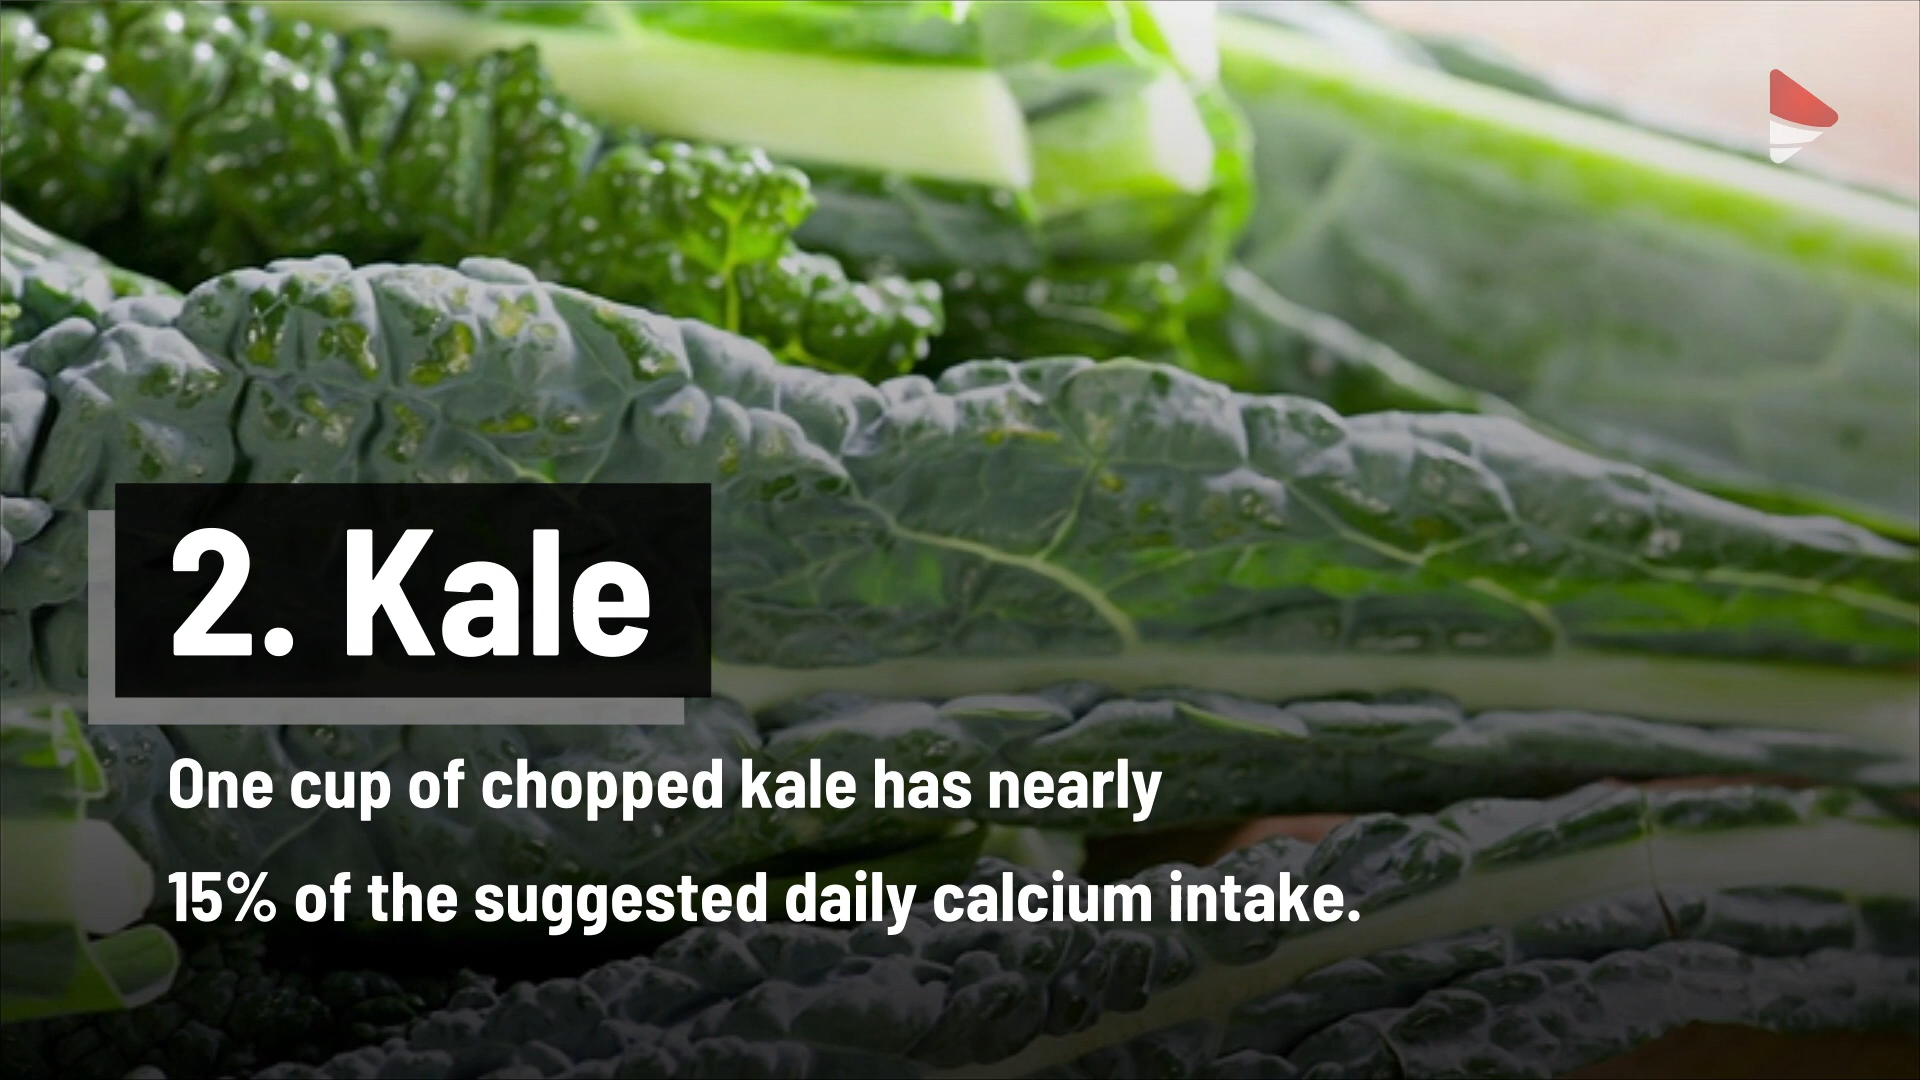 2. Kale
One cup of chopped kale has nearly
15% of the suggested daily calcium intake.